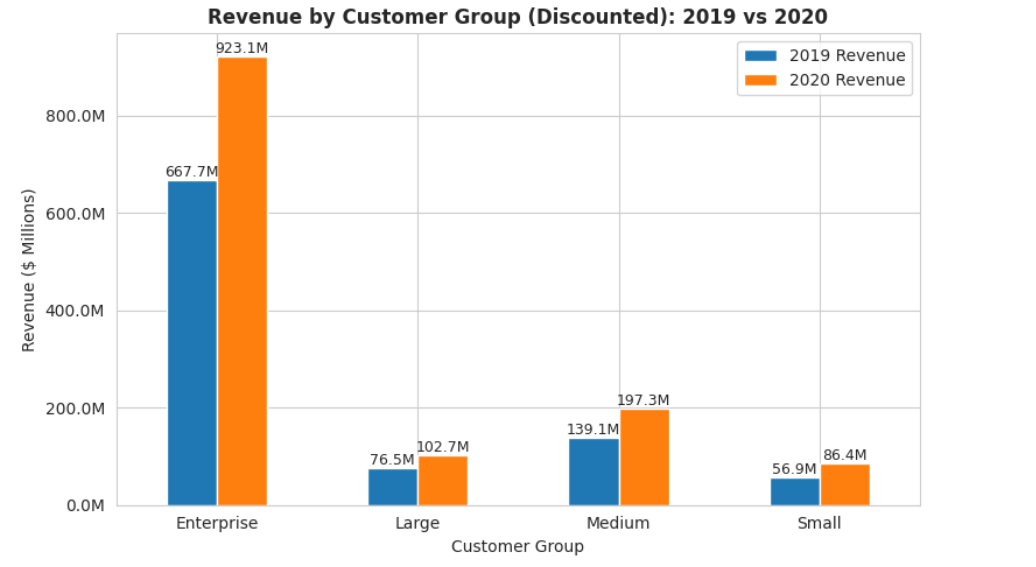 Revenue by Customer Group (Discounted): 2019 vs 2020
2019 Revenue
2020 Revenue
Revenue ($ Millions)
800.0M
600.0M
400.0M
200.0M
0.0M
667.7M
923.1M
76.5M
102.7M
139.1M
197.3M
56.9M
86.4M
Enterprise
Large
Medium
Small
Customer Group